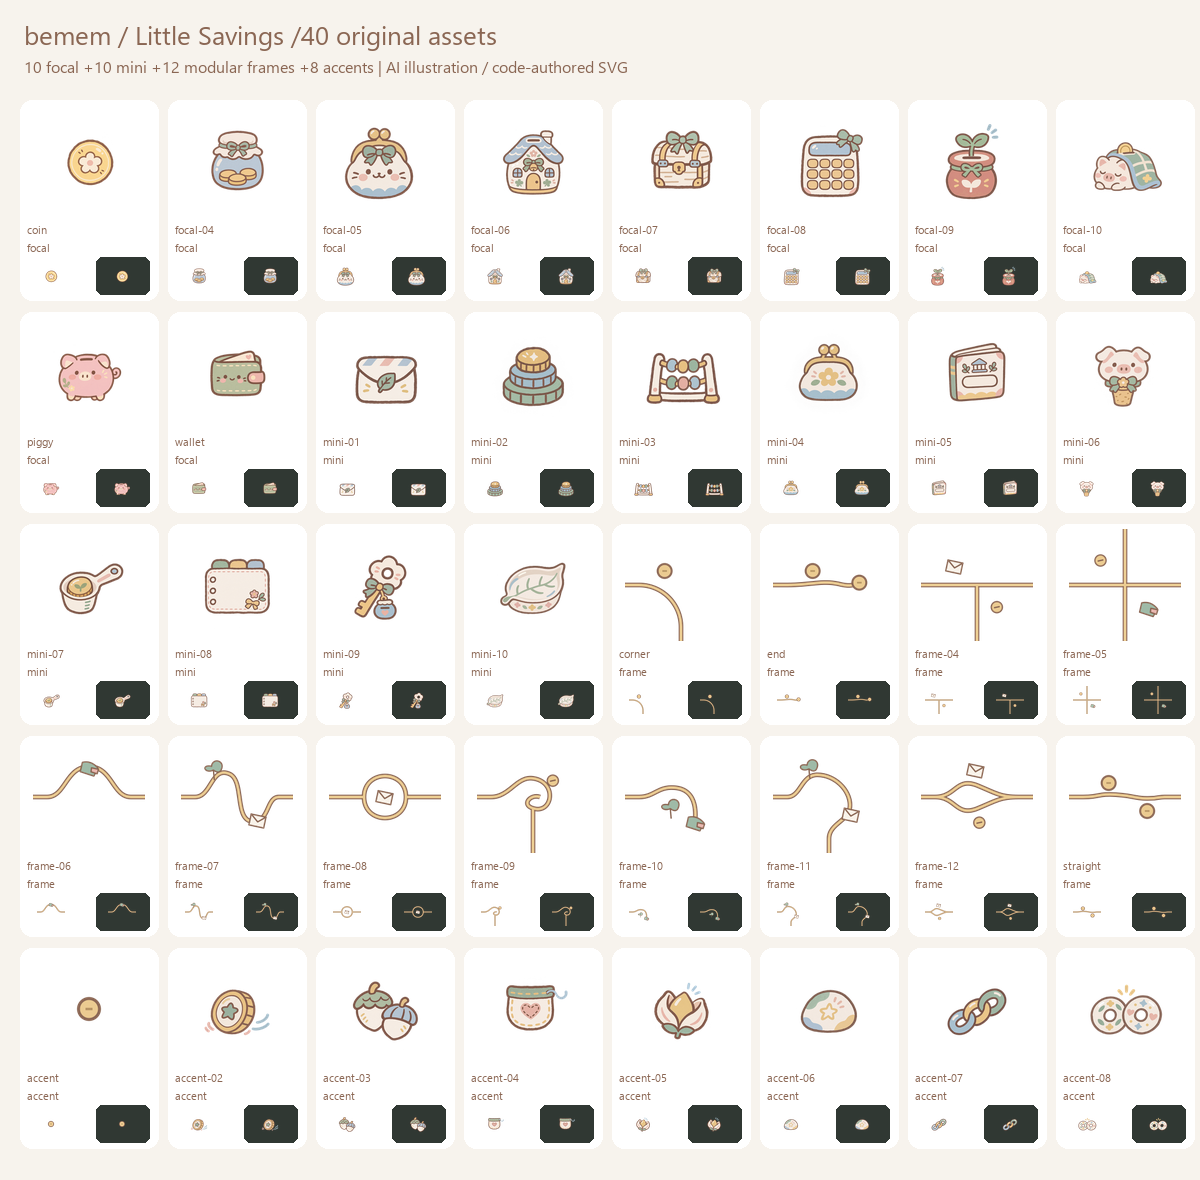 bemem / Little Savings /40 original assets
10 focal +10 mini +12 modular frames +8 accents | AI illustration / code-authored SVG
coin
focal
focal-04
focal
focal-05
focal
focal-06
focal
focal-07
focal
focal-08
focal
focal-09
focal
focal-10
focal
piggy
focal
wallet
focal
mini-01
mini
mini-02
mini
mini-03
mini
mini-04
mini
mini-05
mini
mini-06
mini
mini-07
mini
mini-08
mini
mini-09
mini
mini-10
mini
corner
frame
end
frame
frame-04
frame
frame-05
frame
frame-06
frame
frame-07
frame
frame-08
frame
frame-09
frame
frame-10
frame
frame-11
frame
frame-12
frame
straight
frame
accent
accent
accent-02
accent
accent-03
accent
accent-04
accent
accent-05
accent
accent-06
accent
accent-07
accent
accent-08
accent